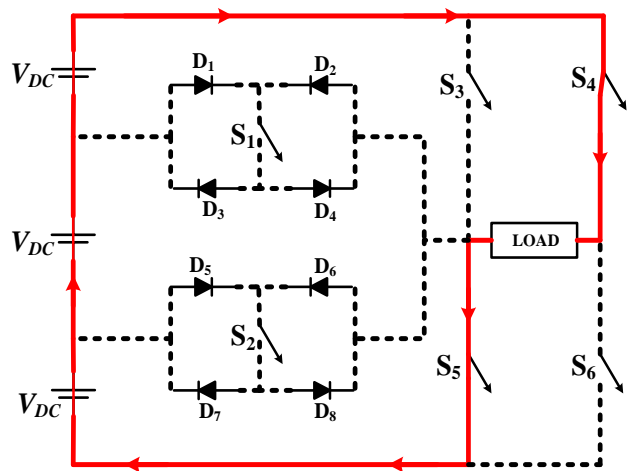 V_DC
D₁
D₂
S₁
D₃
D₄
S₃
S₄
V_DC
LOAD
D₅
D₆
S₂
D₇
D₈
S₅
S₆
V_DC